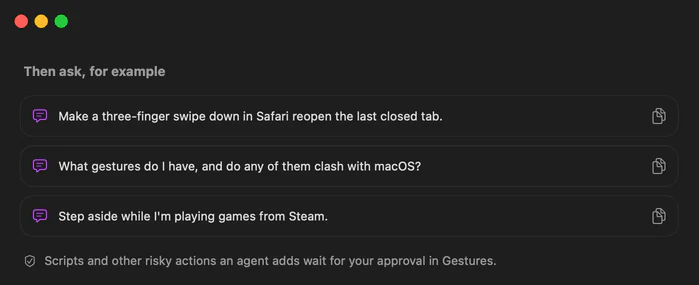 Then ask, for example
Make a three-finger swipe down in Safari reopen the last closed tab.
What gestures do I have, and do any of them clash with macOS?
Step aside while I'm playing games from Steam.
Scripts and other risky actions an agent adds wait for your approval in Gestures.